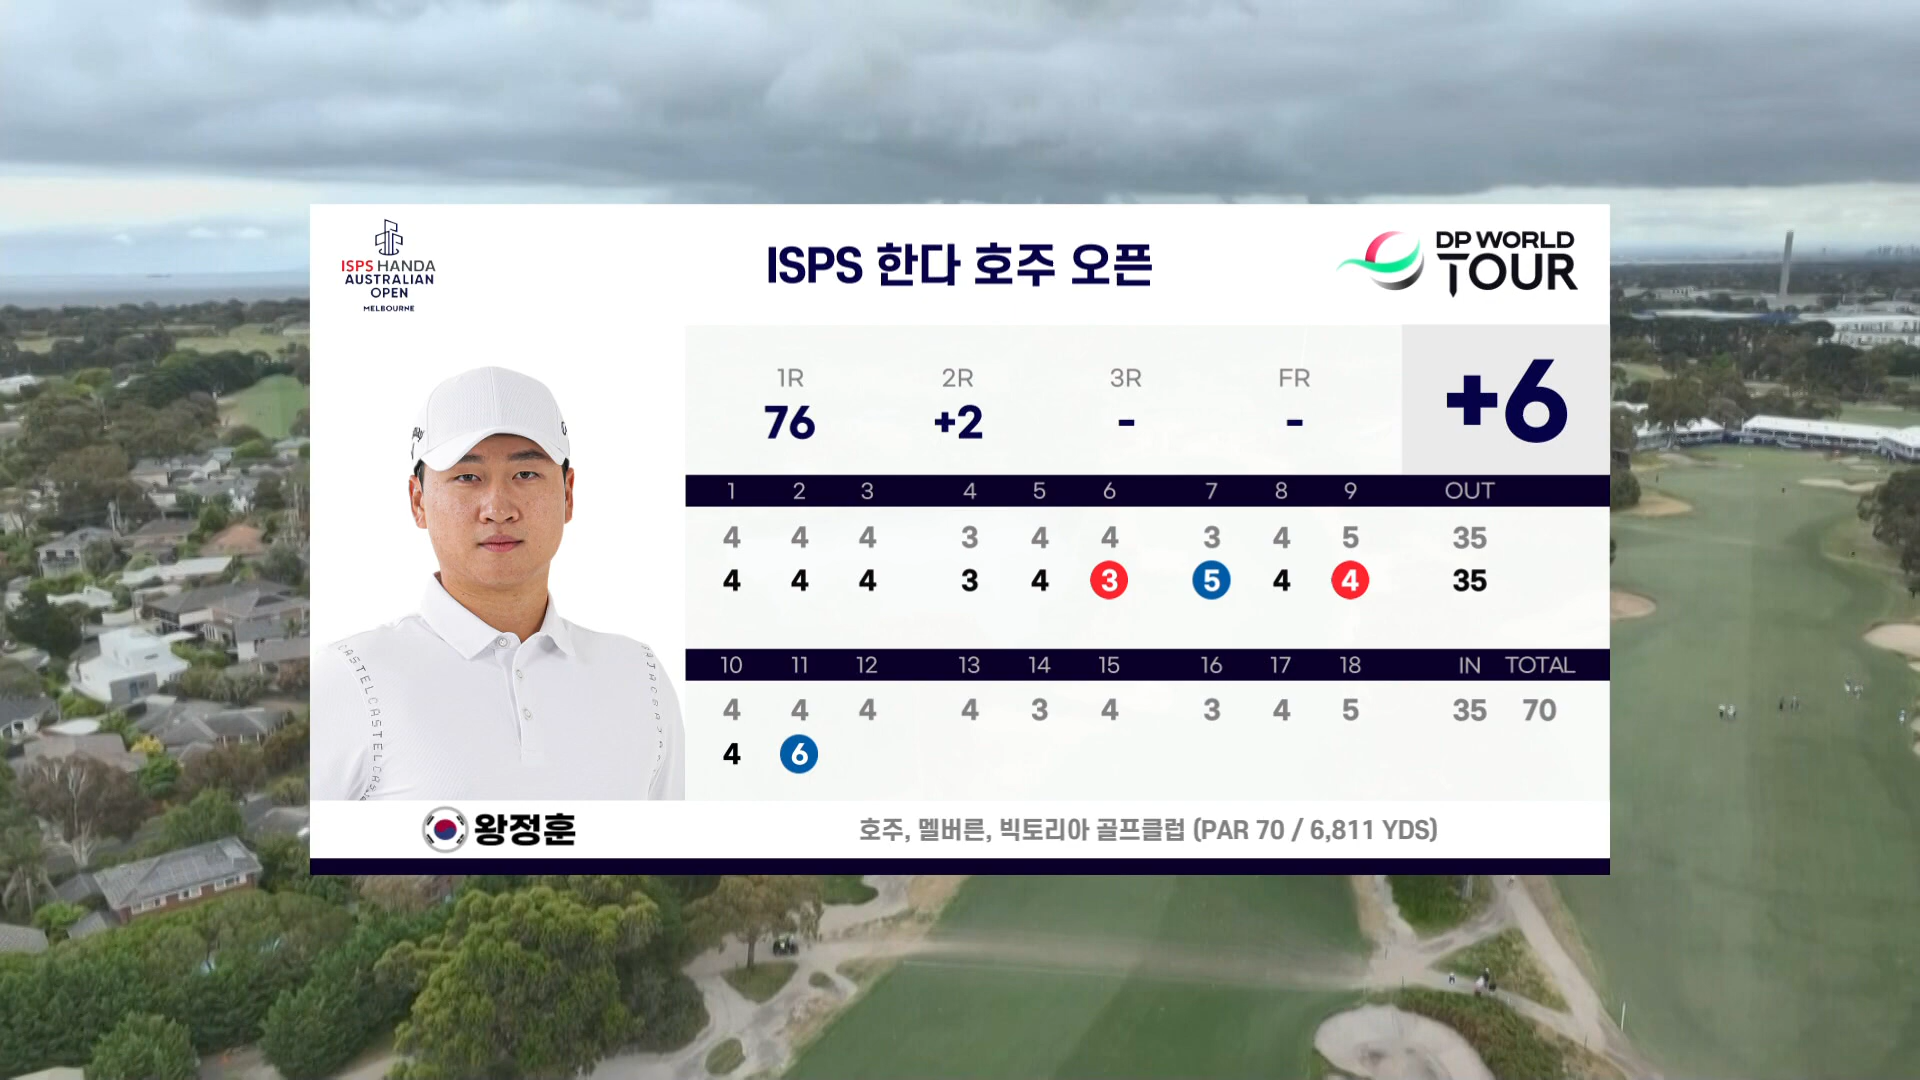 ISPS HANDA
AUSTRALIAN
OPEN
MELBOURNE
ISPS 한다 호주 오픈
DP WORLD
TOUR
1R 2R 3R FR
76 +2 - -
+6
1 2 3 4 5 6 7 8 9 OUT
4 4 4 3 4 4 3 4 5 35
4 4 4 3 4 3 5 4 4 35
10 11 12 13 14 15 16 17 18 IN TOTAL
4 4 4 4 3 4 3 4 5 35 70
4 6
왕정훈
호주, 멜버른, 빅토리아 골프클럽 (PAR 70 / 6,811 YDS)